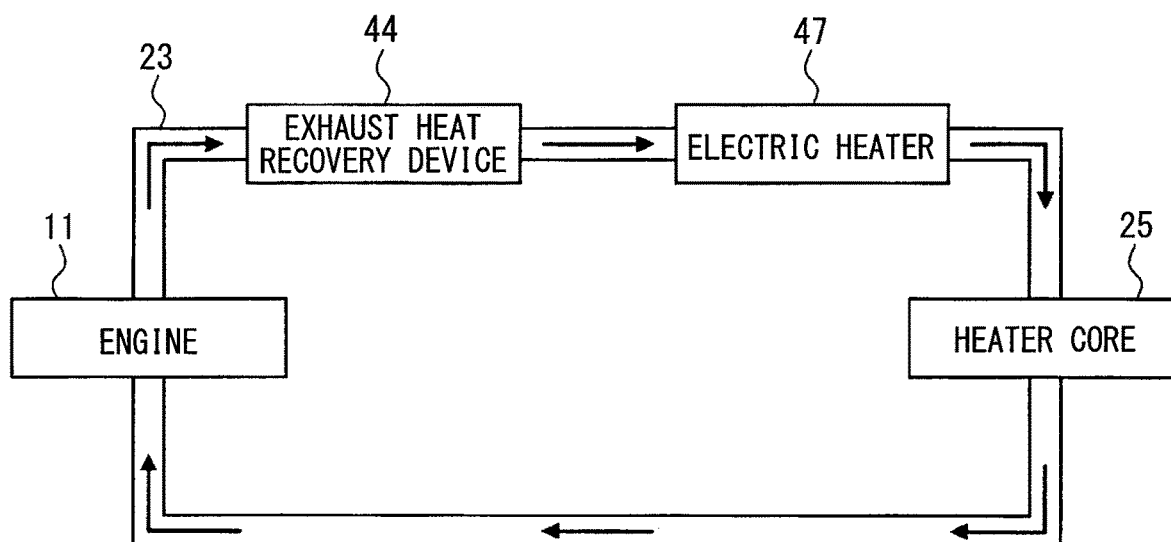 44
47
23
EXHAUST HEAT
RECOVERY DEVICE
ELECTRIC HEATER
11
25
ENGINE
HEATER CORE